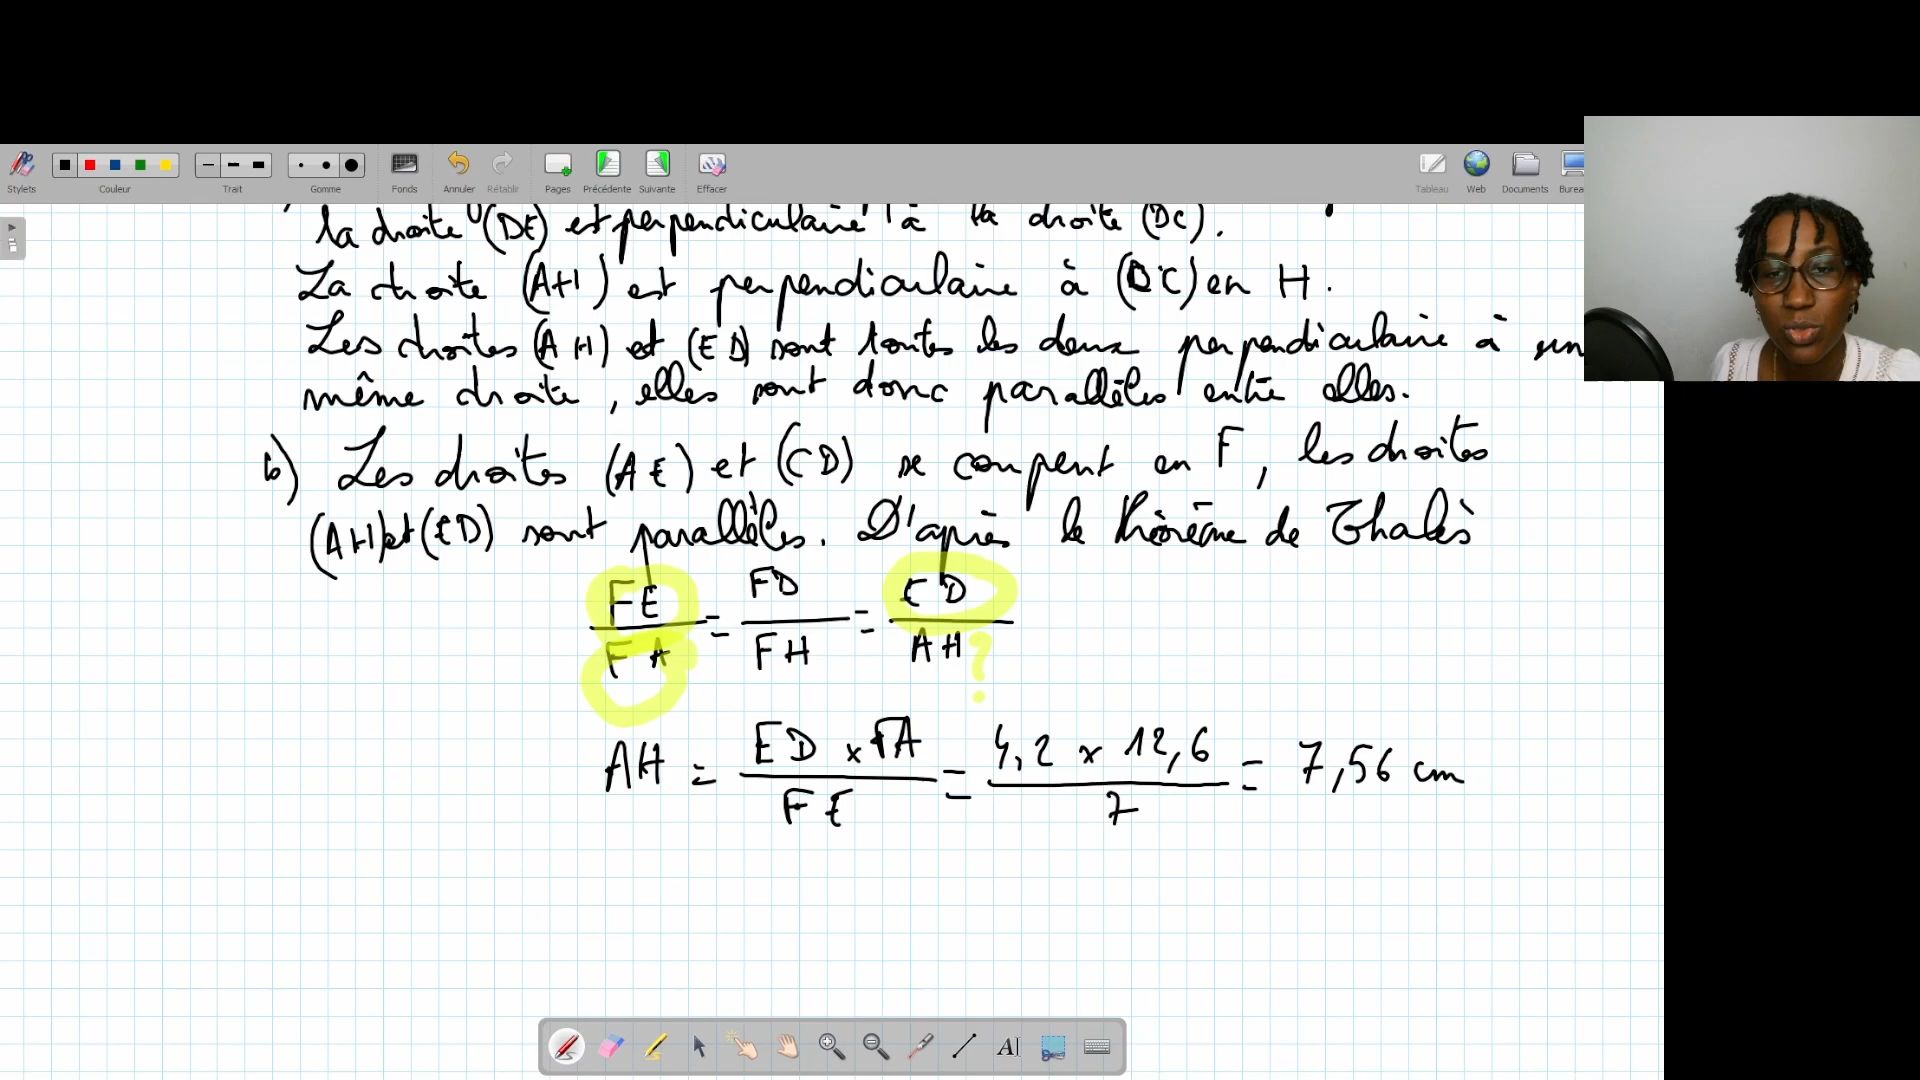 Stylets Couleur Trait Gomme Fonds Annuler Rétablir Pages Précédente Suivante Effacer Tableau Web Documents Burea
la droite (DE) est perpendiculaire à la droite (DC).
La droite (AH) est perpendiculaire à (DC) en H.
Les droites (AH) et (ED) sont toutes les deux perpendiculaire à un
même droite, elles sont donc parallèles entre elles.
b) Les droites (AE) et (CD) se coupent en F, les droites
(AH) et (ED) sont parallèles. D'après le théorème de Thalès
FE/FA = FD/FH = ED/AH ?
AH = ED x FA / FE = 4,2 x 12,6 / 7 = 7,56 cm